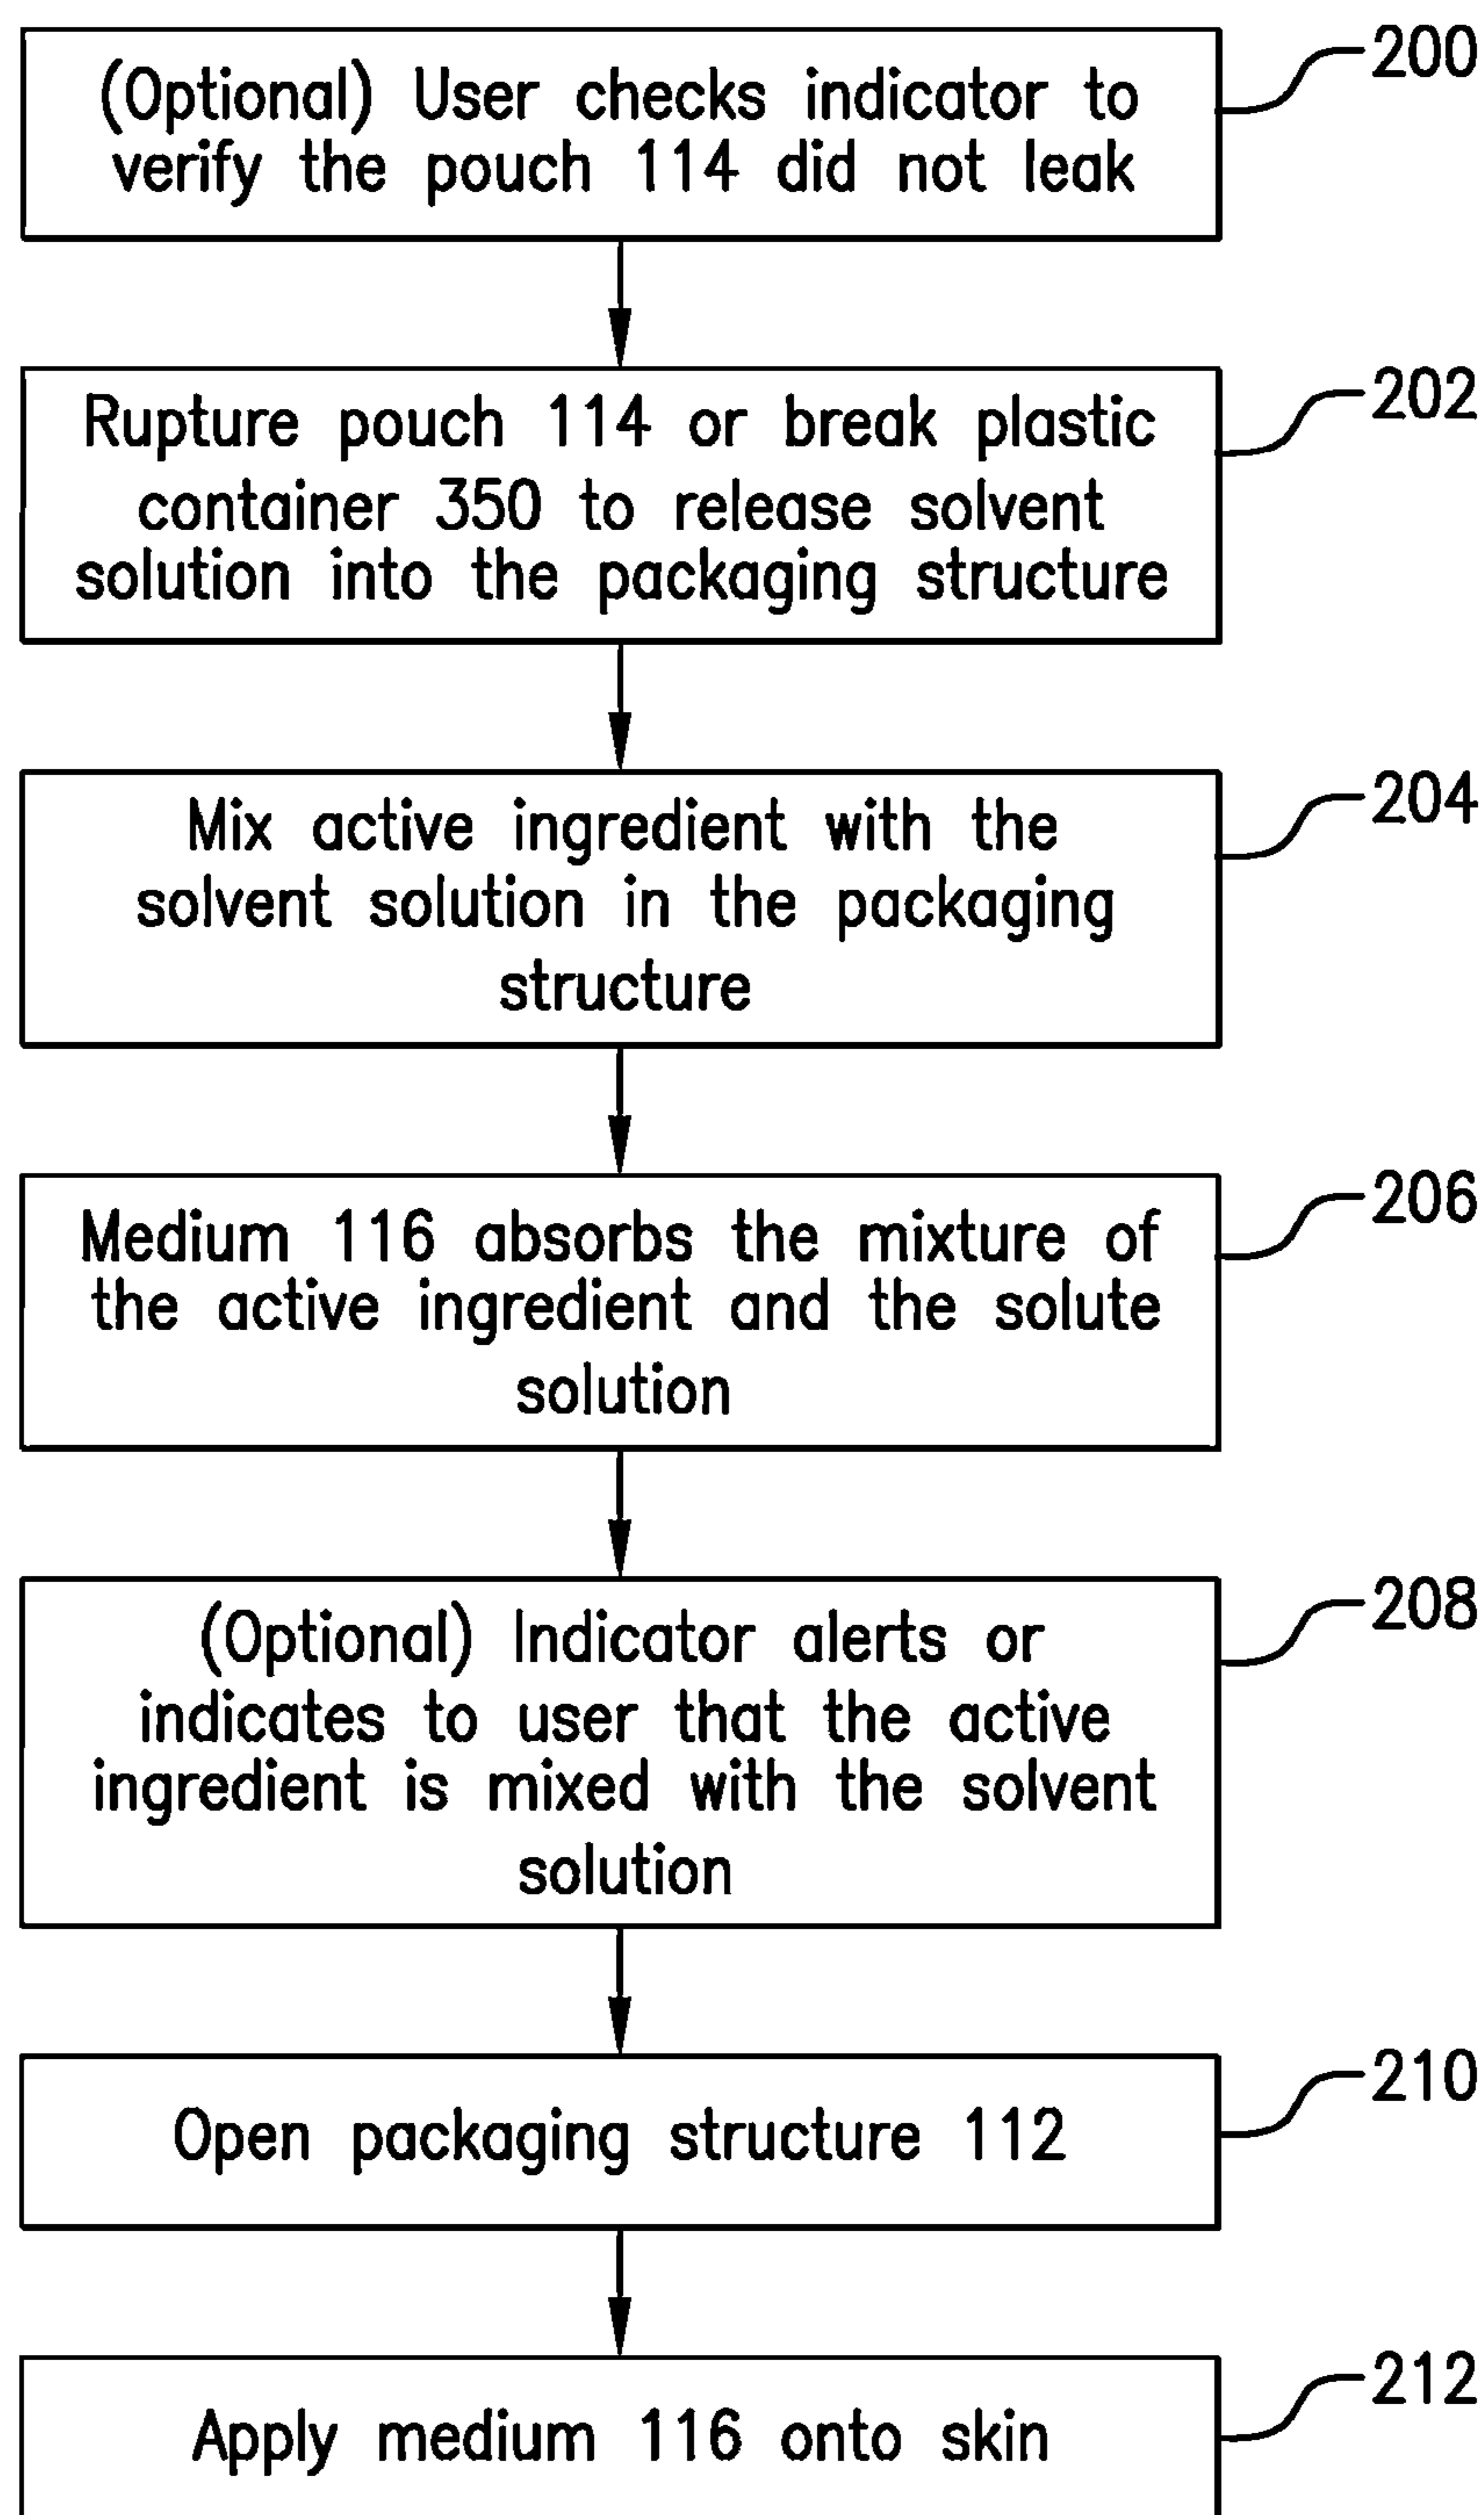 (Optional) User checks indicator to
verify the pouch 114 did not leak
200
Rupture pouch 114 or break plastic
container 350 to release solvent
solution into the packaging structure
202
Mix active ingredient with the
solvent solution in the packaging
structure
204
Medium 116 absorbs the mixture of
the active ingredient and the solute
solution
206
(Optional) Indicator alerts or
indicates to user that the active
ingredient is mixed with the solvent
solution
208
Open packaging structure 112
210
Apply medium 116 onto skin
212